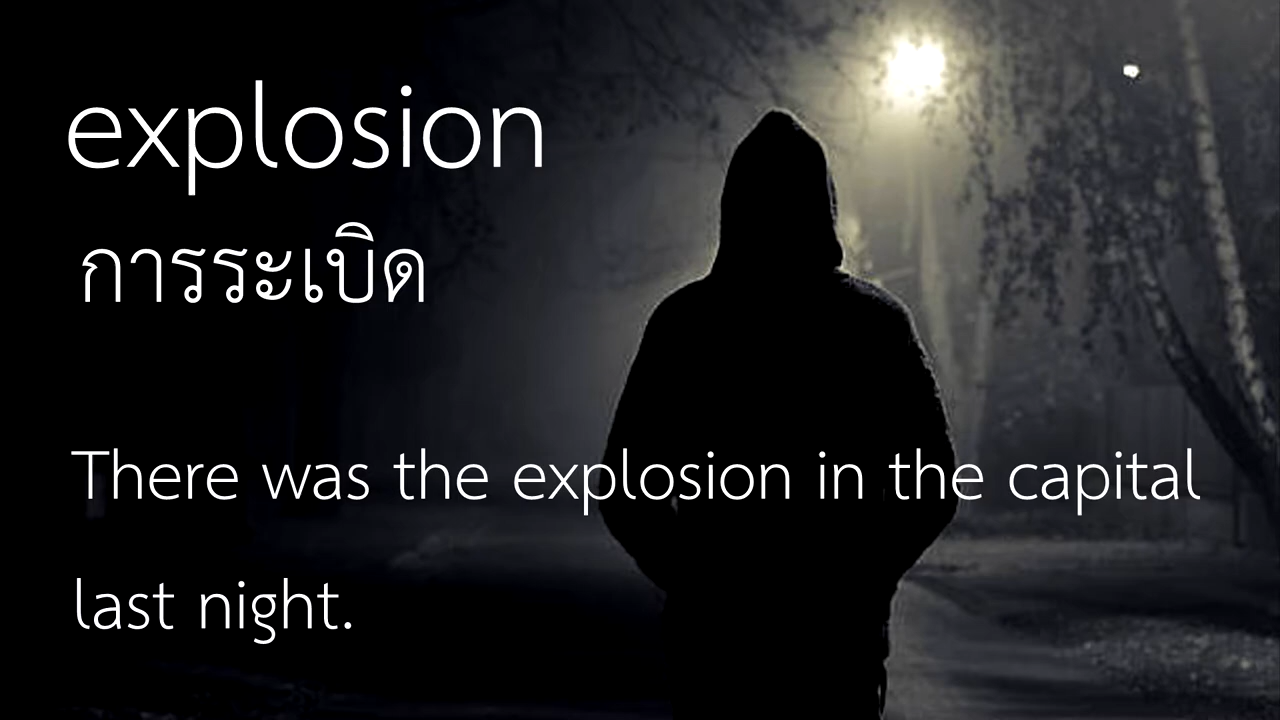 explosion
การระเบิด
There was the explosion in the capital
last night.